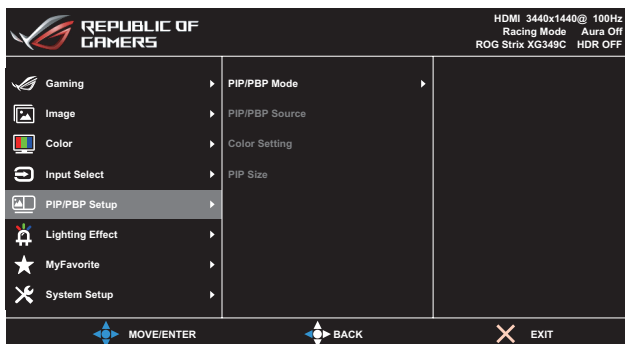 REPUBLIC OF
GAMERS
HDMI 3440x1440@ 100Hz
Racing Mode Aura Off
ROG Strix XG349C HDR OFF
Gaming
Image
Color
Input Select
PIP/PBP Setup
Lighting Effect
MyFavorite
System Setup
PIP/PBP Mode
PIP/PBP Source
Color Setting
PIP Size
MOVE/ENTER
BACK
EXIT